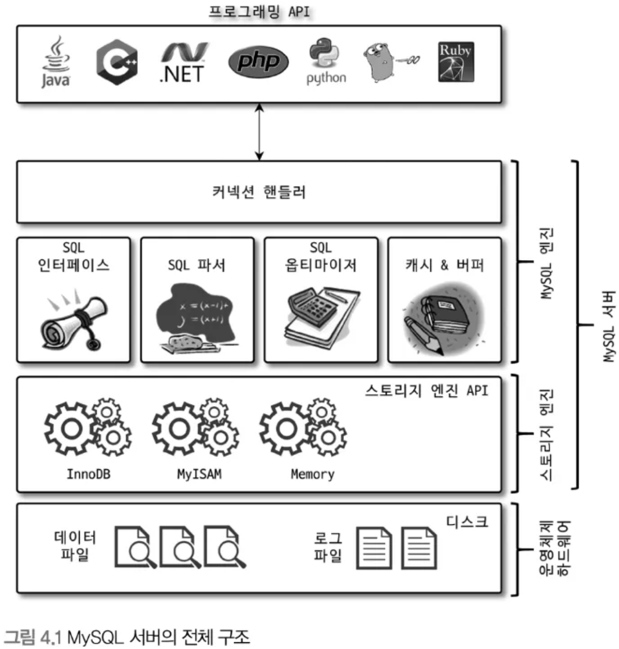 프로그래밍 API
Java
C++
.NET
php
python
GO
Ruby
커넥션 핸들러
SQL
인터페이스
SQL 파서
SQL
옵티마이저
캐시 & 버퍼
MySQL 엔진
MySQL 서버
스토리지 엔진 API
InnoDB
MyISAM
Memory
스토리지 엔진
디스크
데이터
파일
로그
파일
운영체제
하드웨어
그림 4.1 MySQL 서버의 전체 구조